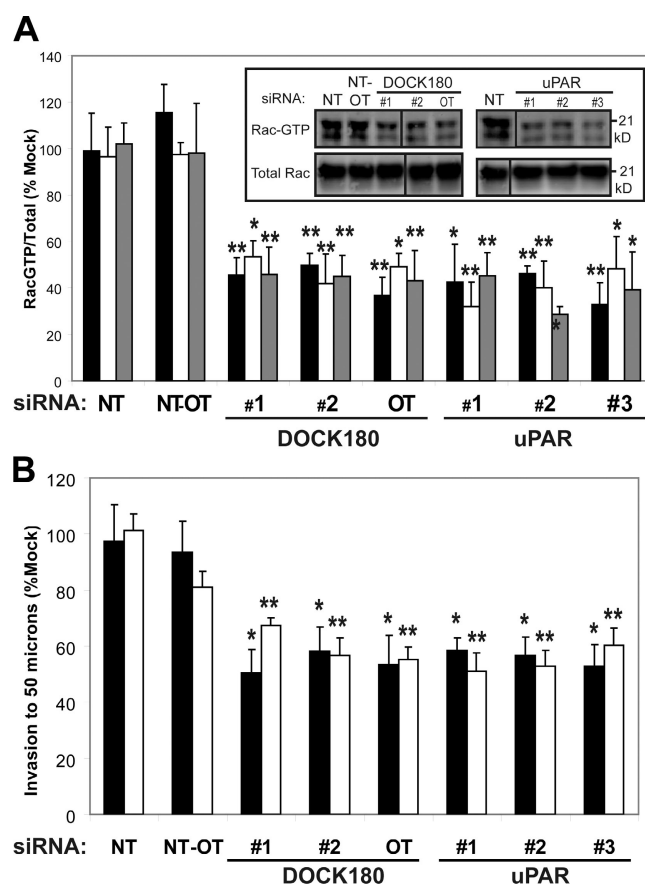 A
RacGTP/Total (% Mock)
140
120
100
80
60
40
20
0
NT-
DOCK180
uPAR
siRNA:
NT
OT
#1
#2
OT
NT
#1
#2
#3
Rac-GTP
21
kD
Total Rac
21
kD
** * **
** ** **
** * **
* ** **
** ** *
** * *
siRNA: NT NT-OT #1 #2 OT #1 #2 #3
DOCK180 uPAR
B
Invasion to 50 microns (%Mock)
120
100
80
60
40
20
0
* **
* **
* **
* **
* **
* **
siRNA: NT NT-OT #1 #2 OT #1 #2 #3
DOCK180 uPAR